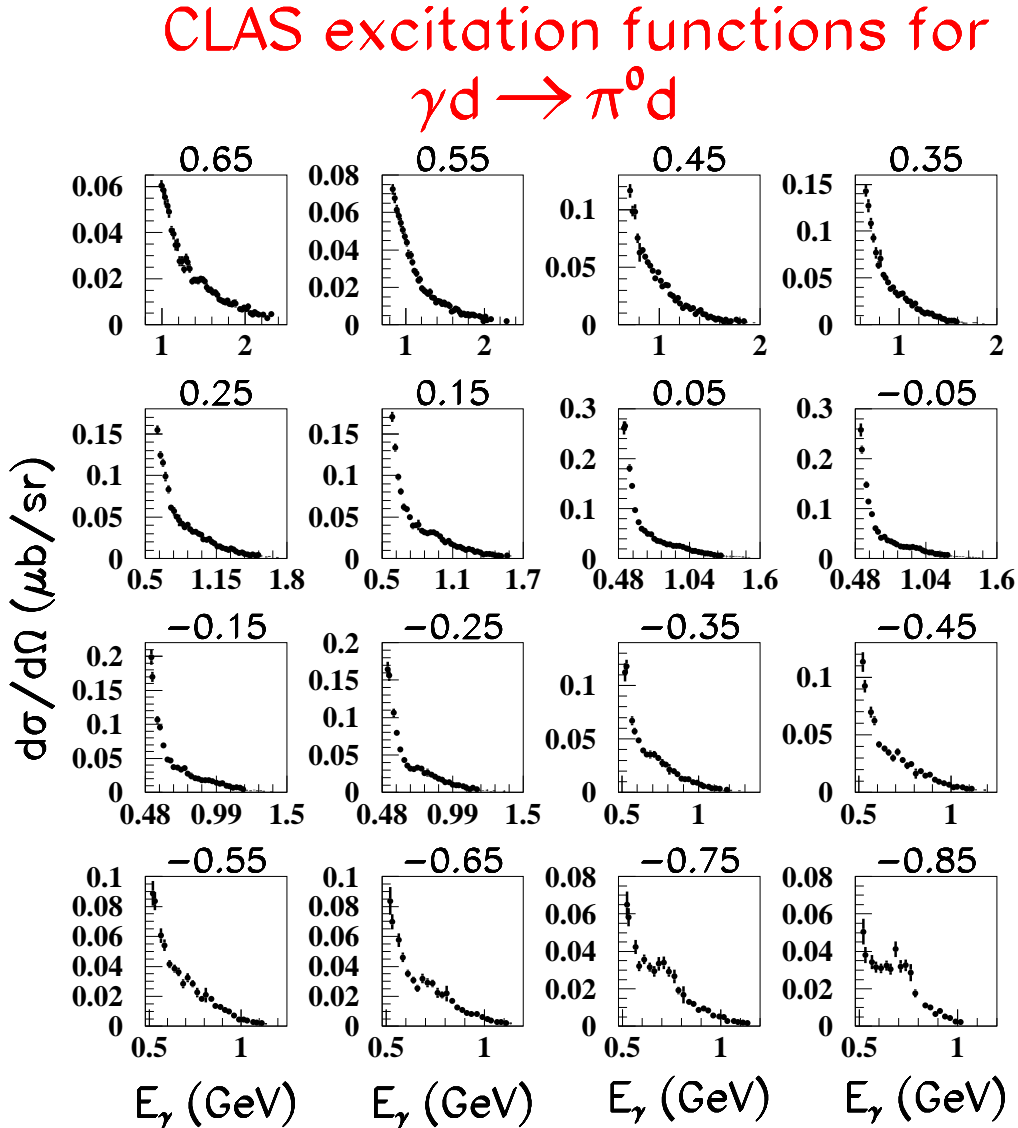 CLAS excitation functions for
γd → π⁰d
0.65 0.55 0.45 0.35
0.06 0.04 0.02 0
0.08 0.06 0.04 0.02 0
0.1 0.05 0
0.15 0.1 0.05 0
1 2 1 2 1 2 1 2
0.25 0.15 0.05 −0.05
0.15 0.1 0.05 0
0.15 0.1 0.05 0
0.3 0.2 0.1 0
0.3 0.2 0.1 0
0.5 1.15 1.8 0.5 1.1 1.7 0.48 1.04 1.6 0.48 1.04 1.6
dσ/dΩ (μb/sr)
−0.15 −0.25 −0.35 −0.45
0.2 0.15 0.1 0.05 0
0.2 0.15 0.1 0.05 0
0.1 0.05 0
0.1 0.05 0
0.48 0.99 1.5 0.48 0.99 1.5 0.5 1 0.5 1
−0.55 −0.65 −0.75 −0.85
0.1 0.08 0.06 0.04 0.02 0
0.1 0.08 0.06 0.04 0.02 0
0.08 0.06 0.04 0.02 0
0.08 0.06 0.04 0.02 0
0.5 1 0.5 1 0.5 1 0.5 1
Eγ (GeV) Eγ (GeV) Eγ (GeV) Eγ (GeV)